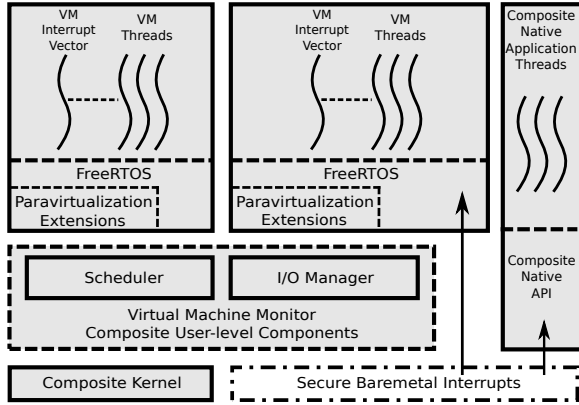 VM
Interrupt
Vector
VM
Threads
FreeRTOS
Paravirtualization
Extensions
VM
Interrupt
Vector
VM
Threads
FreeRTOS
Paravirtualization
Extensions
Composite
Native
Application
Threads
Composite
Native
API
Scheduler
I/O Manager
Virtual Machine Monitor
Composite User-level Components
Composite Kernel
Secure Baremetal Interrupts